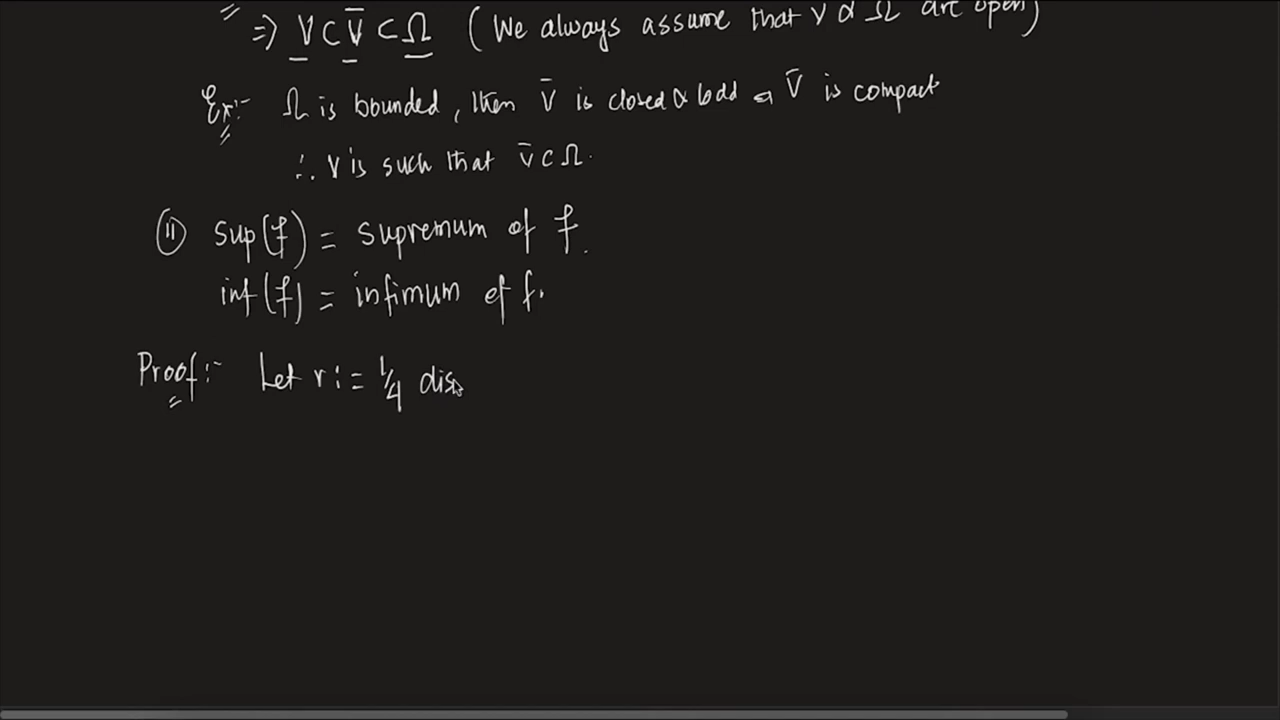 => V ⊂ V̄ ⊂ Ω (We always assume that V & Ω are open)
Ex:- Ω is bounded, then V̄ is closed & bdd → V̄ is compact
∴ V is such that V̄ ⊂ Ω.
(ii) sup(f) = supremum of f.
inf(f) = infimum of f.
Proof:- Let r := 1/4 dis